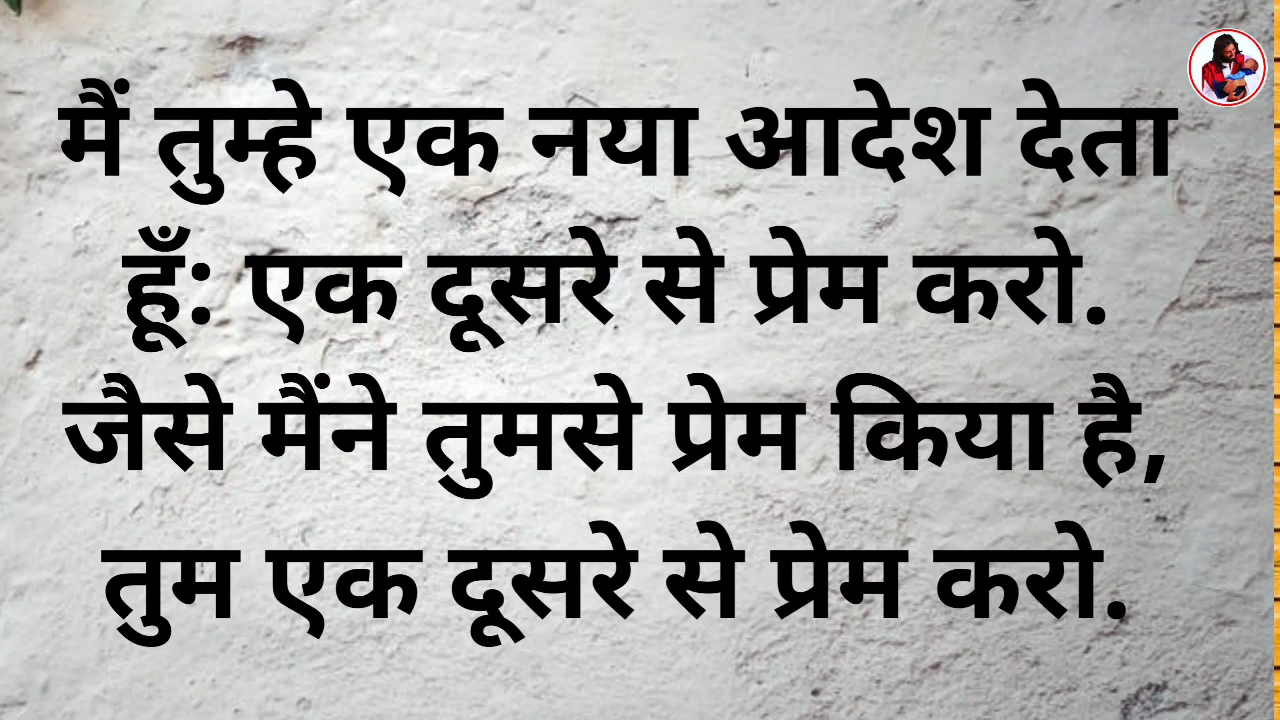 मैं तुम्हे एक नया आदेश देता
हूँ: एक दूसरे से प्रेम करो.
जैसे मैंने तुमसे प्रेम किया है,
तुम एक दूसरे से प्रेम करो.